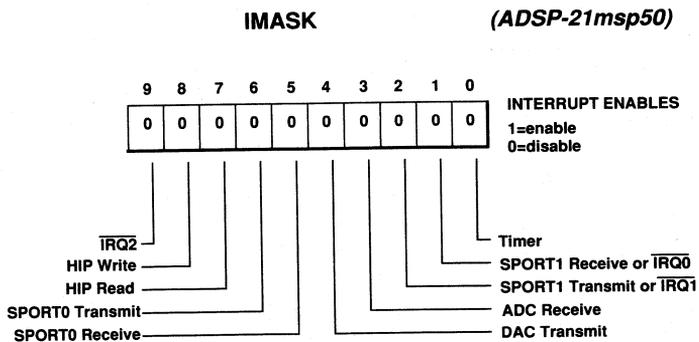 IMASK (ADSP-21msp50)
9 8 7 6 5 4 3 2 1 0
0 0 0 0 0 0 0 0 0 0
INTERRUPT ENABLES
1=enable
0=disable
IRQ2
HIP Write
HIP Read
SPORT0 Transmit
SPORT0 Receive
Timer
SPORT1 Receive or IRQ0
SPORT1 Transmit or IRQ1
ADC Receive
DAC Transmit